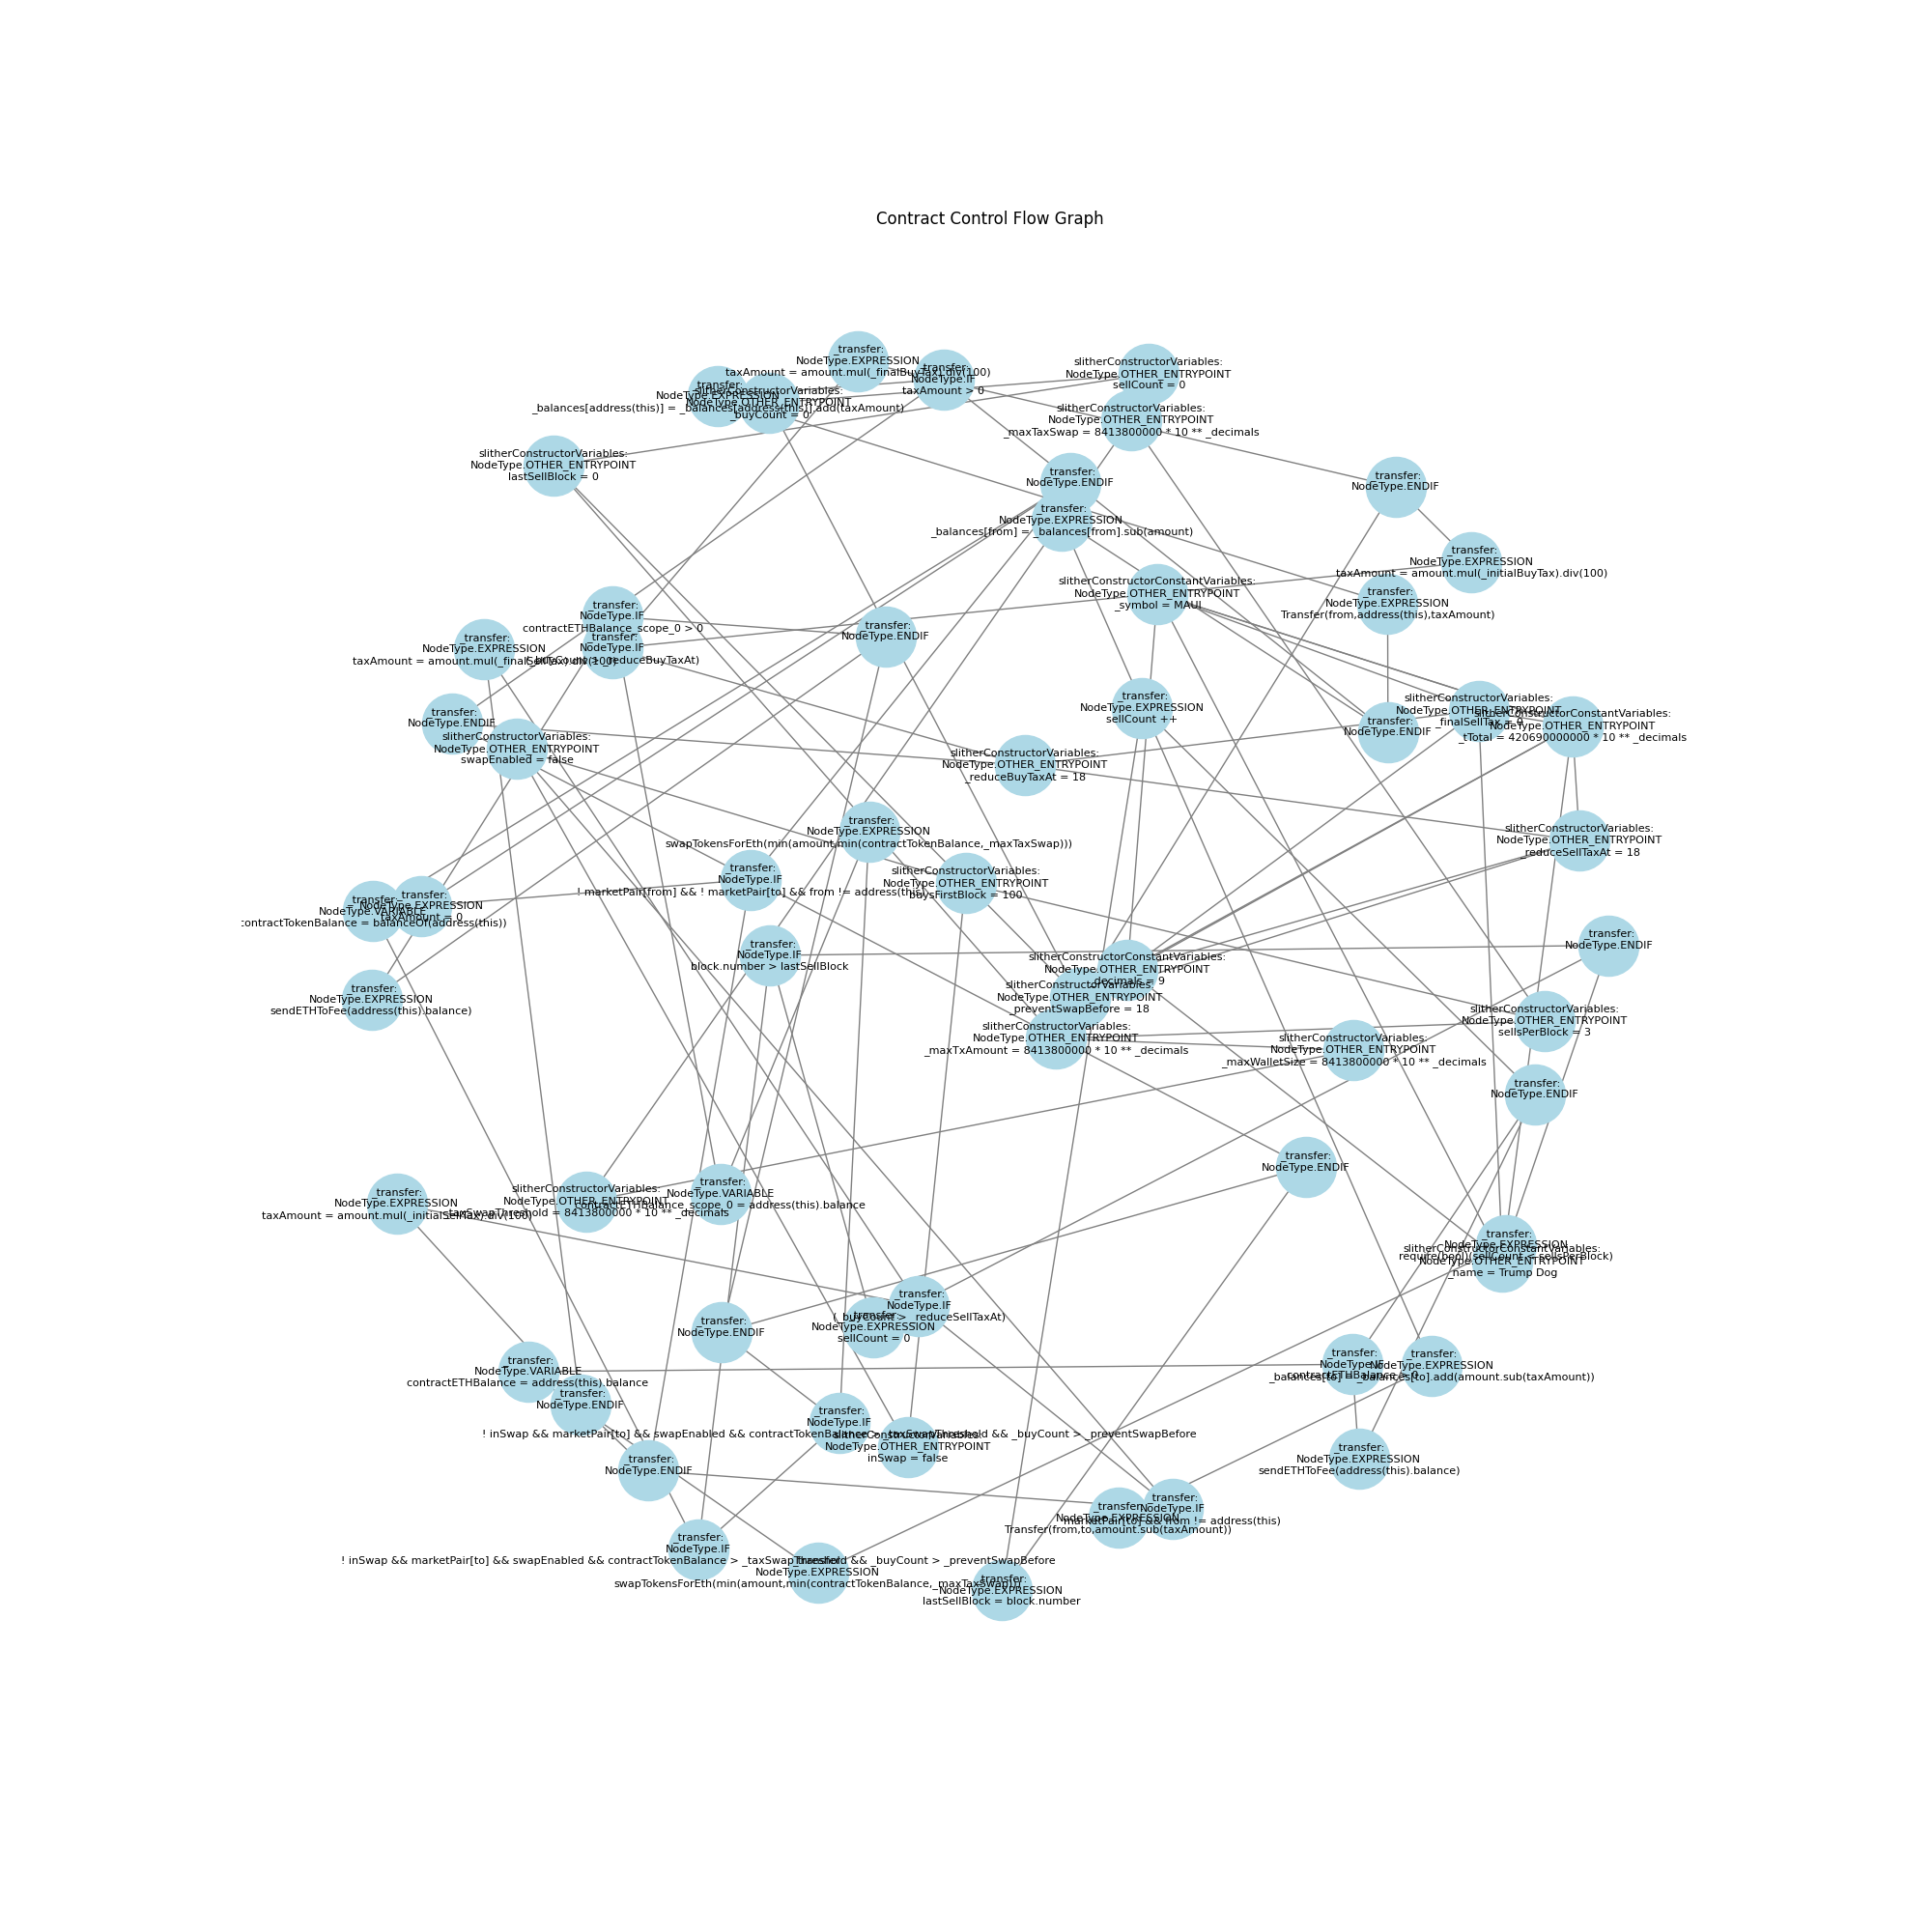 Contract Control Flow Graph
_transfer:
NodeType.EXPRESSION
taxAmount = amount.mul(_finalBuyTax).div(100)
_transfer:
NodeType.IF
taxAmount > 0
slitherConstructorVariables:
NodeType.OTHER_ENTRYPOINT
sellCount = 0
_transfer:
NodeType.EXPRESSION
_balances[address(this)] = _balances[address(this)].add(taxAmount)
slitherConstructorVariables:
NodeType.OTHER_ENTRYPOINT
_buyCount = 0
slitherConstructorVariables:
NodeType.OTHER_ENTRYPOINT
_maxTaxSwap = 8413800000 * 10 ** _decimals
slitherConstructorVariables:
NodeType.OTHER_ENTRYPOINT
lastSellBlock = 0
_transfer:
NodeType.ENDIF
_transfer:
NodeType.ENDIF
_transfer:
NodeType.EXPRESSION
_balances[from] = _balances[from].sub(amount)
_transfer:
NodeType.EXPRESSION
taxAmount = amount.mul(_initialBuyTax).div(100)
slitherConstructorConstantVariables:
NodeType.OTHER_ENTRYPOINT
_symbol = MAUI
_transfer:
NodeType.EXPRESSION
Transfer(from,address(this),taxAmount)
_transfer:
NodeType.IF
contractETHBalance_scope_0 > 0
_transfer:
NodeType.IF
(_buyCount > _reduceBuyTaxAt)
_transfer:
NodeType.ENDIF
_transfer:
NodeType.EXPRESSION
taxAmount = amount.mul(_finalSellTax).div(100)
_transfer:
NodeType.ENDIF
slitherConstructorVariables:
NodeType.OTHER_ENTRYPOINT
swapEnabled = false
_transfer:
NodeType.EXPRESSION
sellCount ++
slitherConstructorVariables:
NodeType.OTHER_ENTRYPOINT
_finalSellTax = 0
_transfer:
NodeType.ENDIF
slitherConstructorConstantVariables:
NodeType.OTHER_ENTRYPOINT
_tTotal = 420690000000 * 10 ** _decimals
slitherConstructorVariables:
NodeType.OTHER_ENTRYPOINT
_reduceBuyTaxAt = 18
_transfer:
NodeType.EXPRESSION
swapTokensForEth(min(amount,min(contractTokenBalance,_maxTaxSwap)))
slitherConstructorVariables:
NodeType.OTHER_ENTRYPOINT
_reduceSellTaxAt = 18
_transfer:
NodeType.IF
! marketPair[from] && ! marketPair[to] && from != address(this)
slitherConstructorVariables:
NodeType.OTHER_ENTRYPOINT
buysFirstBlock = 100
_transfer:
NodeType.VARIABLE
contractTokenBalance = balanceOf(address(this))
_transfer:
NodeType.EXPRESSION
taxAmount = 0
_transfer:
NodeType.ENDIF
_transfer:
NodeType.IF
block.number > lastSellBlock
slitherConstructorConstantVariables:
NodeType.OTHER_ENTRYPOINT
_decimals = 9
slitherConstructorVariables:
NodeType.OTHER_ENTRYPOINT
_preventSwapBefore = 18
_transfer:
NodeType.EXPRESSION
sendETHToFee(address(this).balance)
slitherConstructorVariables:
NodeType.OTHER_ENTRYPOINT
sellsPerBlock = 3
slitherConstructorVariables:
NodeType.OTHER_ENTRYPOINT
_maxTxAmount = 8413800000 * 10 ** _decimals
slitherConstructorVariables:
NodeType.OTHER_ENTRYPOINT
_maxWalletSize = 8413800000 * 10 ** _decimals
_transfer:
NodeType.ENDIF
_transfer:
NodeType.ENDIF
_transfer:
NodeType.VARIABLE
contractETHBalance_scope_0 = address(this).balance
slitherConstructorVariables:
NodeType.OTHER_ENTRYPOINT
_taxSwapThreshold = 8413800000 * 10 ** _decimals
_transfer:
NodeType.EXPRESSION
taxAmount = amount.mul(_initialSellTax).div(100)
_transfer:
NodeType.EXPRESSION
require(bool)(sellCount < sellsPerBlock)
slitherConstructorConstantVariables:
NodeType.OTHER_ENTRYPOINT
_name = Trump Dog
_transfer:
NodeType.IF
(_buyCount > _reduceSellTaxAt)
_transfer:
NodeType.EXPRESSION
sellCount = 0
_transfer:
NodeType.ENDIF
_transfer:
NodeType.VARIABLE
contractETHBalance = address(this).balance
_transfer:
NodeType.IF
contractETHBalance > 0
_transfer:
NodeType.EXPRESSION
_balances[to] = _balances[to].add(amount.sub(taxAmount))
_transfer:
NodeType.ENDIF
_transfer:
NodeType.IF
! inSwap && marketPair[to] && swapEnabled && contractTokenBalance > _taxSwapThreshold && _buyCount > _preventSwapBefore
slitherConstructorVariables:
NodeType.OTHER_ENTRYPOINT
inSwap = false
_transfer:
NodeType.EXPRESSION
sendETHToFee(address(this).balance)
_transfer:
NodeType.ENDIF
_transfer:
NodeType.EXPRESSION
Transfer(from,to,amount.sub(taxAmount))
_transfer:
NodeType.IF
marketPair[to] && from != address(this)
_transfer:
NodeType.IF
! inSwap && marketPair[to] && swapEnabled && contractTokenBalance > _taxSwapThreshold && _buyCount > _preventSwapBefore
_transfer:
NodeType.EXPRESSION
swapTokensForEth(min(amount,min(contractTokenBalance,_maxTaxSwap)))
_transfer:
NodeType.EXPRESSION
lastSellBlock = block.number